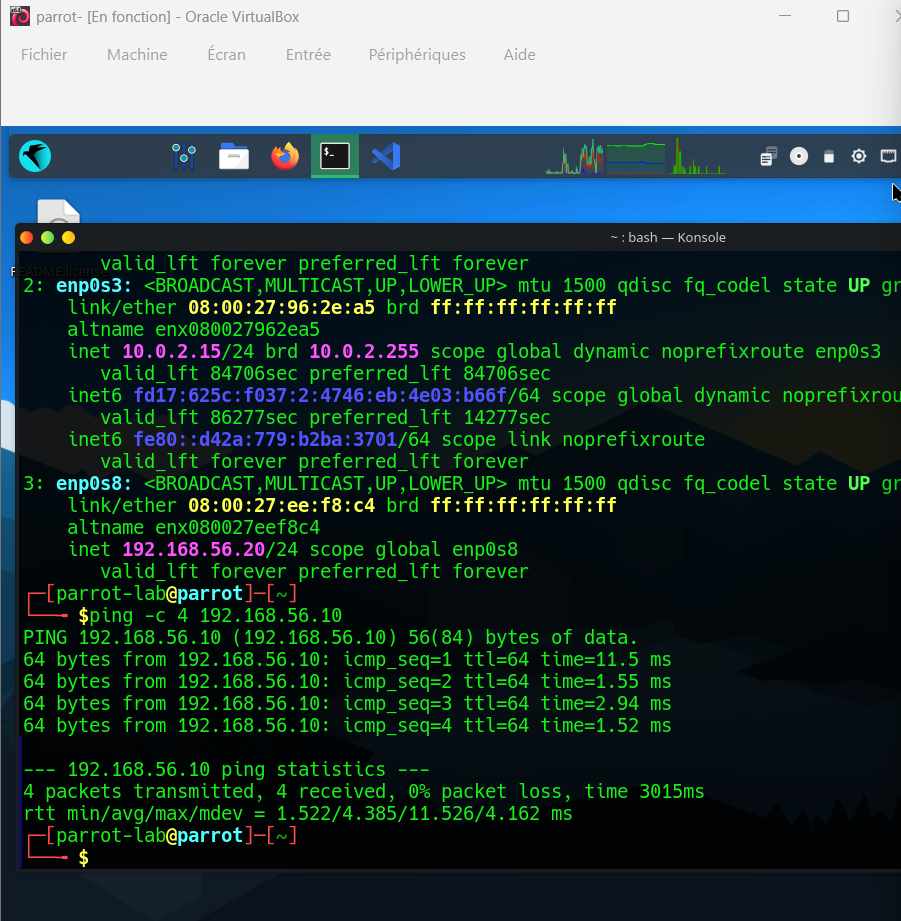 parrot- [En fonction] - Oracle VirtualBox
Fichier Machine Écran Entrée Périphériques Aide
~ : bash — Konsole
README.license
valid_lft forever preferred_lft forever
2: enp0s3: <BROADCAST,MULTICAST,UP,LOWER_UP> mtu 1500 qdisc fq_codel state UP gr
link/ether 08:00:27:96:2e:a5 brd ff:ff:ff:ff:ff:ff
altname enx080027962ea5
inet 10.0.2.15/24 brd 10.0.2.255 scope global dynamic noprefixroute enp0s3
valid_lft 84706sec preferred_lft 84706sec
inet6 fd17:625c:f037:2:4746:eb:4e03:b66f/64 scope global dynamic noprefixrou
valid_lft 86277sec preferred_lft 14277sec
inet6 fe80::d42a:779:b2ba:3701/64 scope link noprefixroute
valid_lft forever preferred_lft forever
3: enp0s8: <BROADCAST,MULTICAST,UP,LOWER_UP> mtu 1500 qdisc fq_codel state UP gr
link/ether 08:00:27:ee:f8:c4 brd ff:ff:ff:ff:ff:ff
altname enx080027eef8c4
inet 192.168.56.20/24 scope global enp0s8
valid_lft forever preferred_lft forever
┌─[parrot-lab@parrot]─[~]
└──╼ $ping -c 4 192.168.56.10
PING 192.168.56.10 (192.168.56.10) 56(84) bytes of data.
64 bytes from 192.168.56.10: icmp_seq=1 ttl=64 time=11.5 ms
64 bytes from 192.168.56.10: icmp_seq=2 ttl=64 time=1.55 ms
64 bytes from 192.168.56.10: icmp_seq=3 ttl=64 time=2.94 ms
64 bytes from 192.168.56.10: icmp_seq=4 ttl=64 time=1.52 ms
--- 192.168.56.10 ping statistics ---
4 packets transmitted, 4 received, 0% packet loss, time 3015ms
rtt min/avg/max/mdev = 1.522/4.385/11.526/4.162 ms
┌─[parrot-lab@parrot]─[~]
└──╼ $